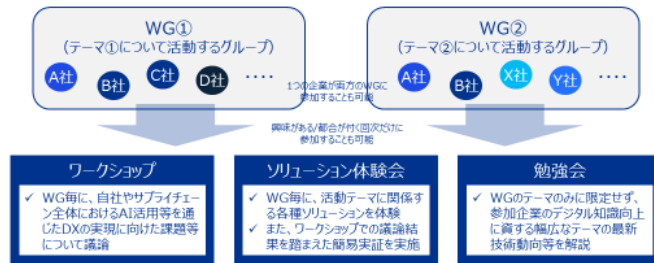 WG①
(テーマ①について活動するグループ)
A社
B社
C社
D社
・・・・
WG②
(テーマ②について活動するグループ)
A社
B社
X社
Y社
・・・・
1つの企業が両方のWGに
参加することも可能
興味がある/都合が付く回次だけに
参加することも可能
ワークショップ
✓ WG毎に、自社やサプライチェー
ン全体におけるAI活用等を通
じたDXの実現に向けた課題等
について議論
ソリューション体験会
✓ WG毎に、活動テーマに関係す
る各種ソリューションを体験
✓ また、ワークショップでの議論結
果を踏まえた簡易実証を実施
勉強会
✓ WGのテーマのみに限定せず、
参加企業のデジタル知識向上
に資する幅広なテーマの最新
技術動向等を解説